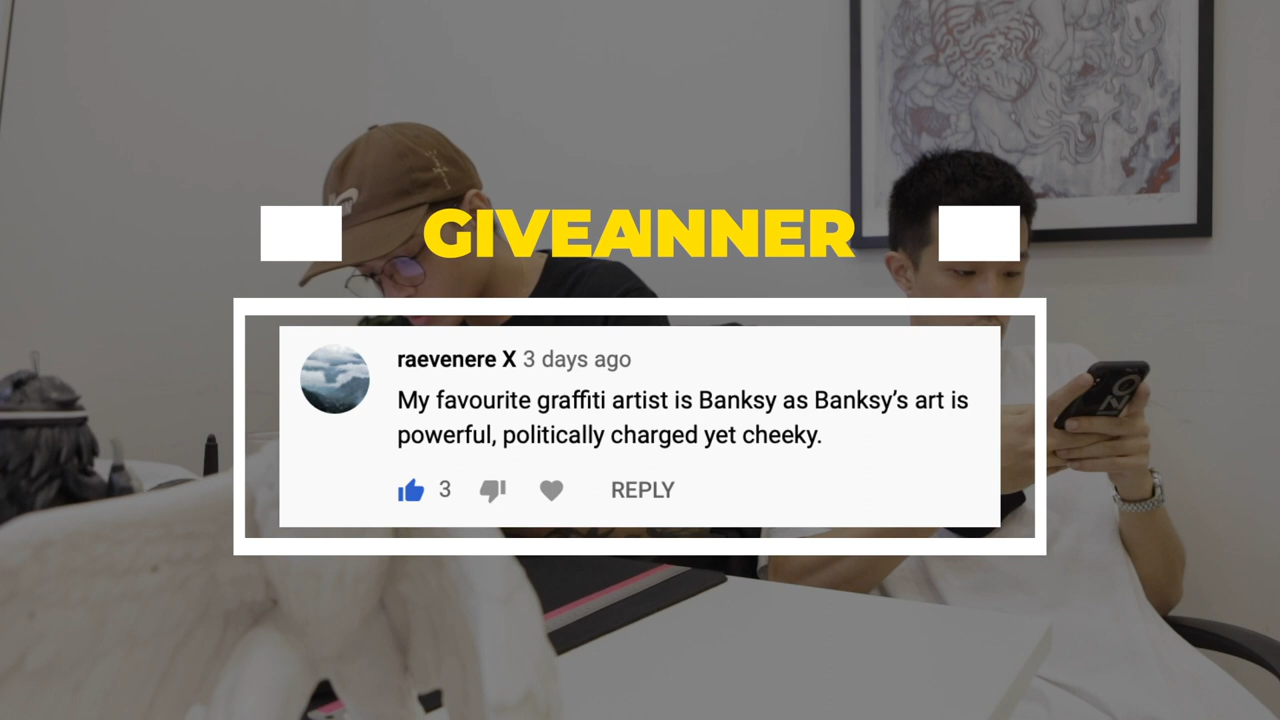 GIVEAINNER
raevenere X 3 days ago
My favourite graffiti artist is Banksy as Banksy's art is
powerful, politically charged yet cheeky.
3
REPLY